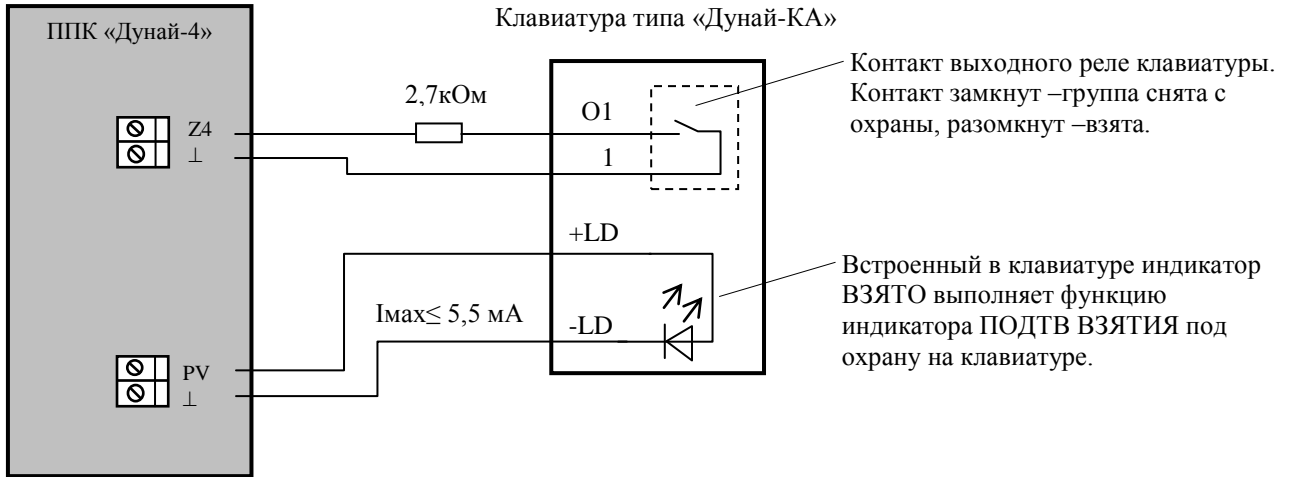 Клавиатура типа «Дунай-КА»
ППК «Дунай-4»
Контакт выходного реле клавиатуры.
Контакт замкнут –группа снята с
охраны, разомкнут –взята.
2,7кОм
O1
Z4
⊥
1
+LD
Встроенный в клавиатуре индикатор
ВЗЯТО выполняет функцию
индикатора ПОДТВ ВЗЯТИЯ под
охрану на клавиатуре.
Iмах≤ 5,5 мА
-LD
PV
⊥